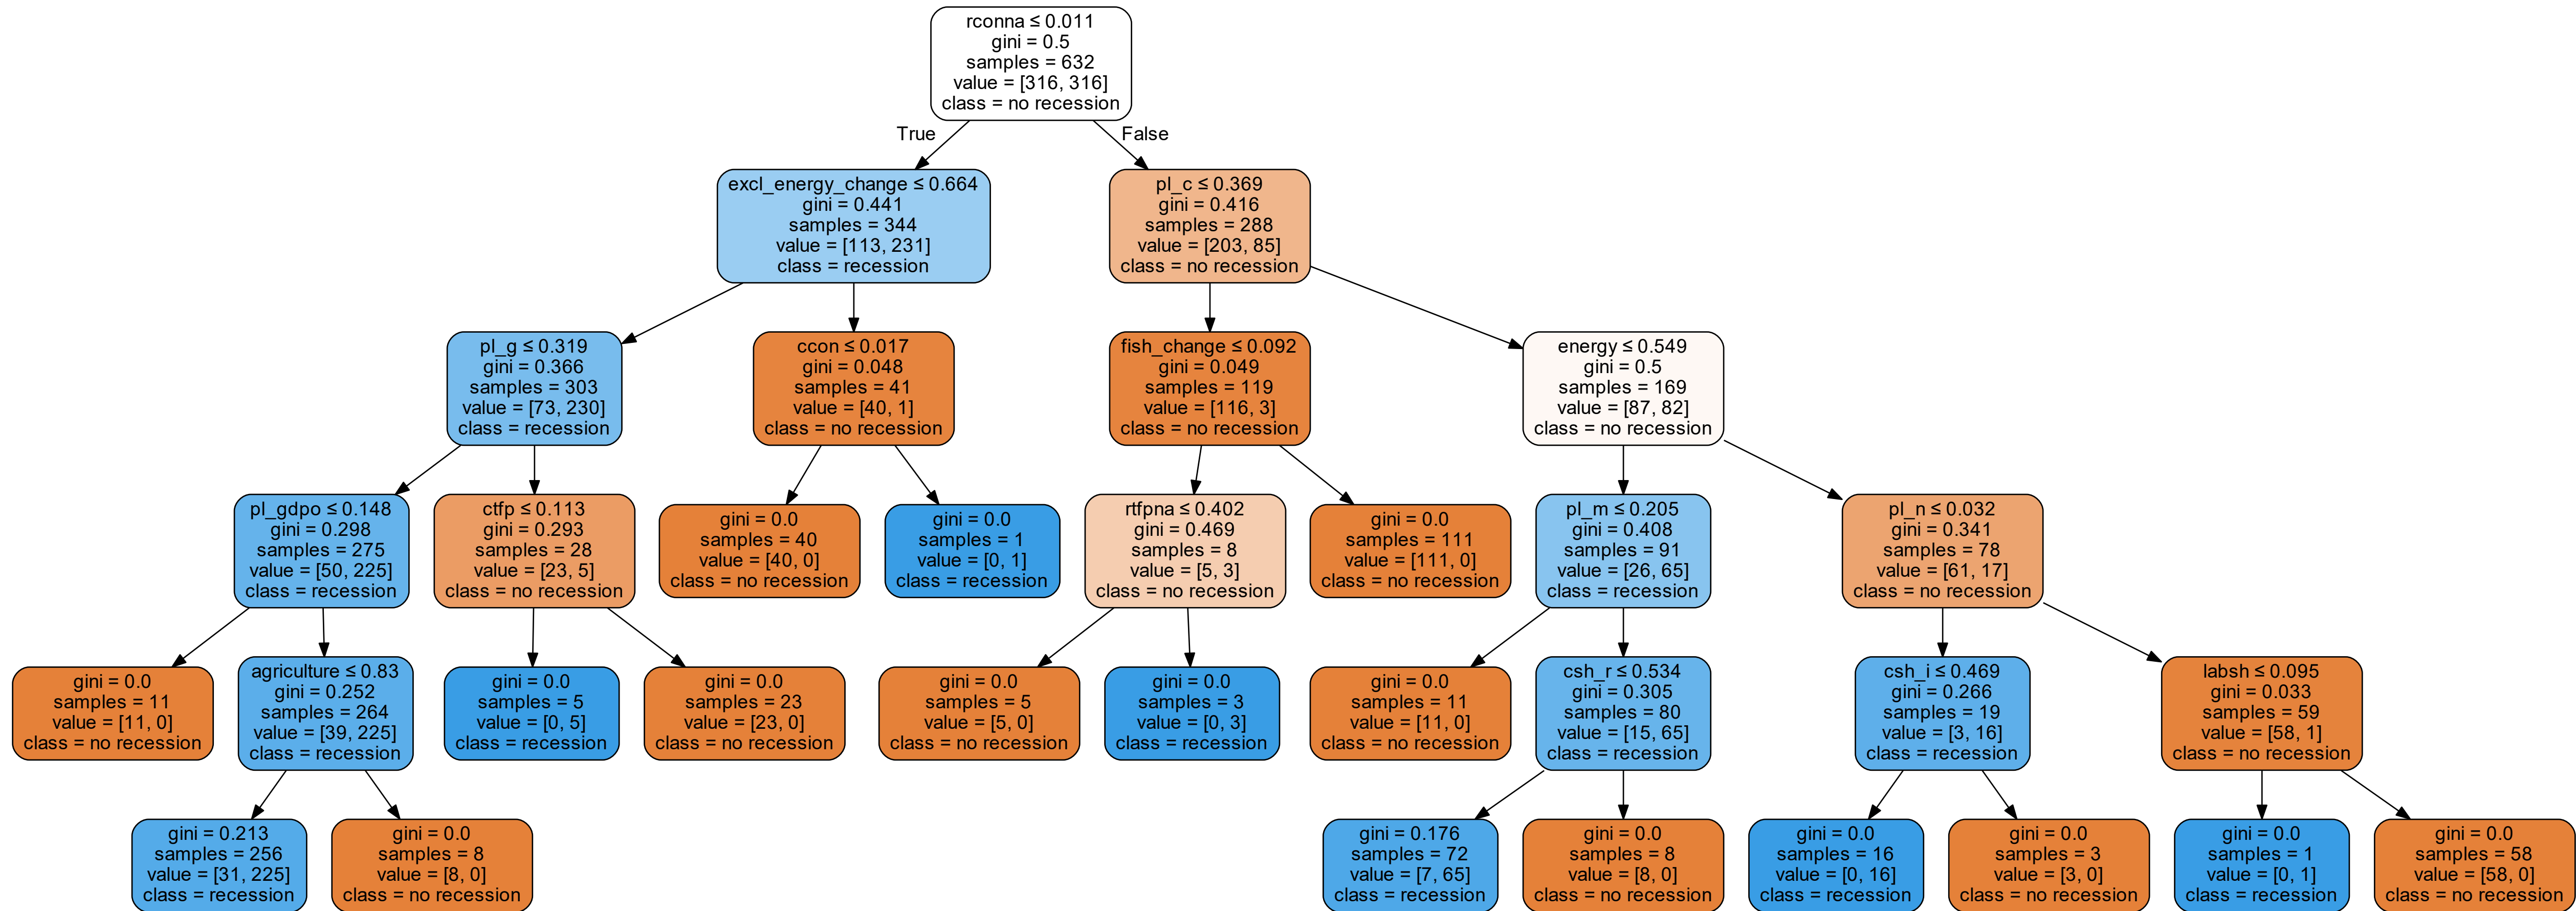 rconna ≤ 0.011
gini = 0.5
samples = 632
value = [316, 316]
class = no recession
True
False
excl_energy_change ≤ 0.664
gini = 0.441
samples = 344
value = [113, 231]
class = recession
pl_c ≤ 0.369
gini = 0.416
samples = 288
value = [203, 85]
class = no recession
pl_g ≤ 0.319
gini = 0.366
samples = 303
value = [73, 230]
class = recession
ccon ≤ 0.017
gini = 0.048
samples = 41
value = [40, 1]
class = no recession
fish_change ≤ 0.092
gini = 0.049
samples = 119
value = [116, 3]
class = no recession
energy ≤ 0.549
gini = 0.5
samples = 169
value = [87, 82]
class = no recession
pl_gdpo ≤ 0.148
gini = 0.298
samples = 275
value = [50, 225]
class = recession
ctfp ≤ 0.113
gini = 0.293
samples = 28
value = [23, 5]
class = no recession
gini = 0.0
samples = 40
value = [40, 0]
class = no recession
gini = 0.0
samples = 1
value = [0, 1]
class = recession
rtfpna ≤ 0.402
gini = 0.469
samples = 8
value = [5, 3]
class = no recession
gini = 0.0
samples = 111
value = [111, 0]
class = no recession
pl_m ≤ 0.205
gini = 0.408
samples = 91
value = [26, 65]
class = recession
pl_n ≤ 0.032
gini = 0.341
samples = 78
value = [61, 17]
class = no recession
gini = 0.0
samples = 11
value = [11, 0]
class = no recession
agriculture ≤ 0.83
gini = 0.252
samples = 264
value = [39, 225]
class = recession
gini = 0.0
samples = 5
value = [0, 5]
class = recession
gini = 0.0
samples = 23
value = [23, 0]
class = no recession
gini = 0.0
samples = 5
value = [5, 0]
class = no recession
gini = 0.0
samples = 3
value = [0, 3]
class = recession
gini = 0.0
samples = 11
value = [11, 0]
class = no recession
csh_r ≤ 0.534
gini = 0.305
samples = 80
value = [15, 65]
class = recession
csh_i ≤ 0.469
gini = 0.266
samples = 19
value = [3, 16]
class = recession
labsh ≤ 0.095
gini = 0.033
samples = 59
value = [58, 1]
class = no recession
gini = 0.213
samples = 256
value = [31, 225]
class = recession
gini = 0.0
samples = 8
value = [8, 0]
class = no recession
gini = 0.176
samples = 72
value = [7, 65]
class = recession
gini = 0.0
samples = 8
value = [8, 0]
class = no recession
gini = 0.0
samples = 16
value = [0, 16]
class = recession
gini = 0.0
samples = 3
value = [3, 0]
class = no recession
gini = 0.0
samples = 1
value = [0, 1]
class = recession
gini = 0.0
samples = 58
value = [58, 0]
class = no recession